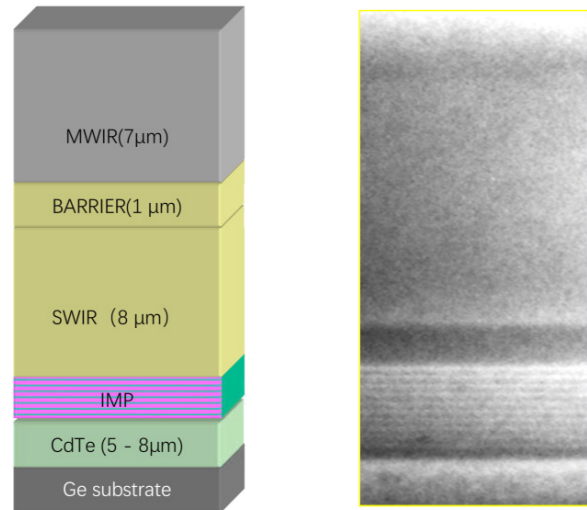 MWIR(7μm)
BARRIER(1 μm)
SWIR（8 μm）
IMP
CdTe (5 - 8μm)
Ge substrate